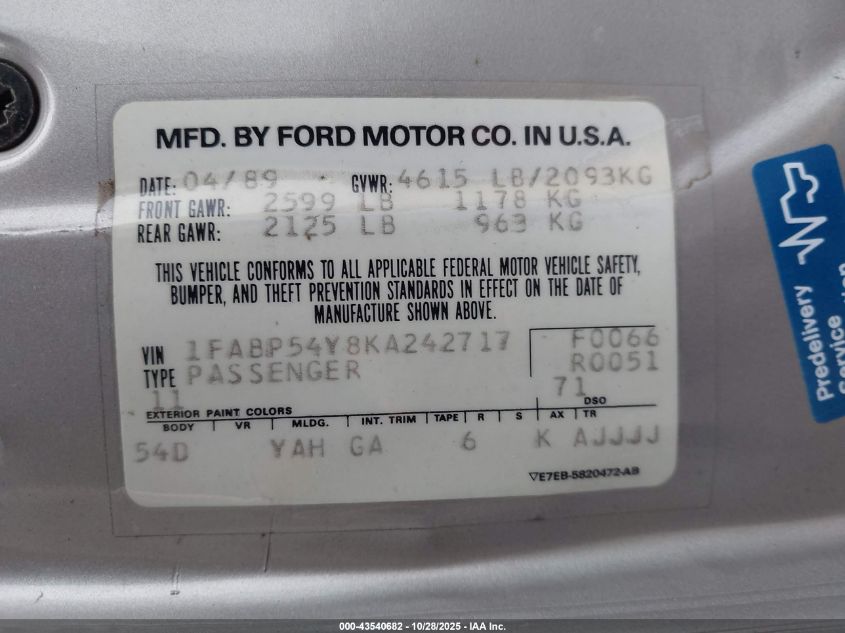 MFD. BY FORD MOTOR CO. IN U.S.A.
DATE: 04/89 GVWR: 4615 LB/2093KG
FRONT GAWR: 2599 LB 1178 KG
REAR GAWR: 2125 LB 963 KG
THIS VEHICLE CONFORMS TO ALL APPLICABLE FEDERAL MOTOR VEHICLE SAFETY,
BUMPER, AND THEFT PREVENTION STANDARDS IN EFFECT ON THE DATE OF
MANUFACTURE SHOWN ABOVE.
VIN 1FABP54Y8KA242717 F0066
TYPE PASSENGER R0051
11 71
EXTERIOR PAINT COLORS DSO
BODY VR MLDG. INT. TRIM TAPE R S AX TR
54D YAH GA 6 K AJJJJ
E7EB-5820472-AB
Predelivery
Service
000-43540682 - 10/28/2025 - IAA Inc.